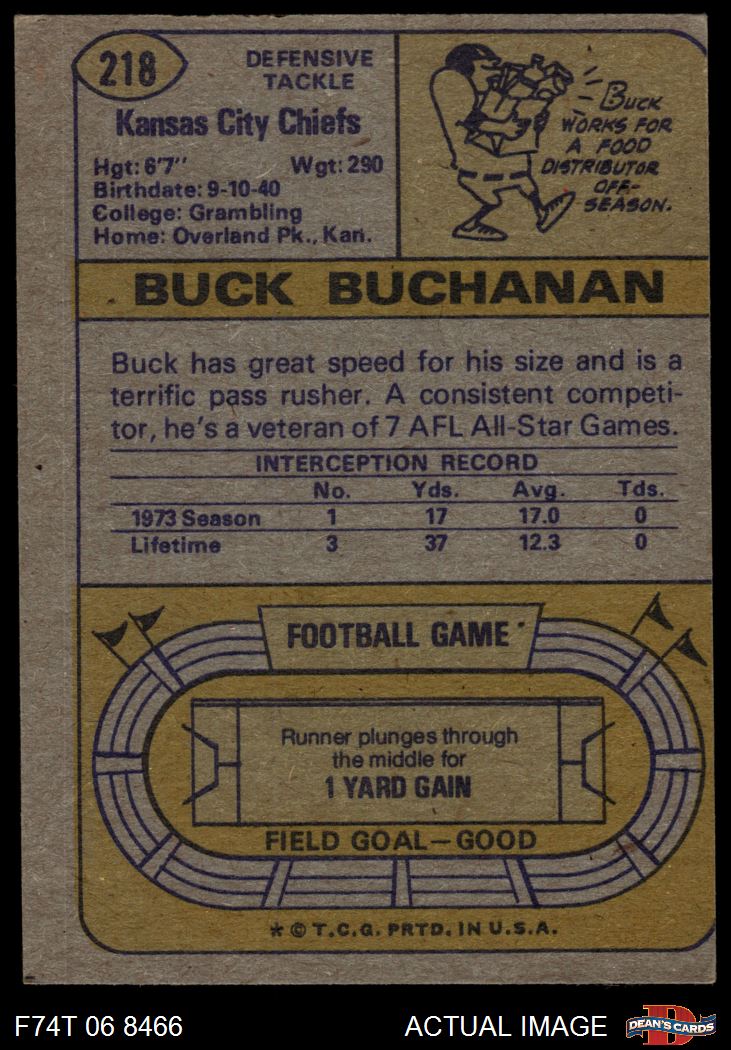 218
DEFENSIVE
TACKLE
Kansas City Chiefs
Hgt: 6'7" Wgt: 290
Birthdate: 9-10-40
College: Grambling
Home: Overland Pk., Kan.
BUCK
WORKS FOR
A FOOD
DISTRIBUTOR
OFF-
SEASON.
BUCK BUCHANAN
Buck has great speed for his size and is a
terrific pass rusher. A consistent competi-
tor, he's a veteran of 7 AFL All-Star Games.
INTERCEPTION RECORD
No. Yds. Avg. Tds.
1973 Season 1 17 17.0 0
Lifetime 3 37 12.3 0
FOOTBALL GAME
Runner plunges through
the middle for
1 YARD GAIN
FIELD GOAL—GOOD
* © T.C.G. PRTD. IN U.S.A.
F74T 06 8466 ACTUAL IMAGE DEAN'S CARDS